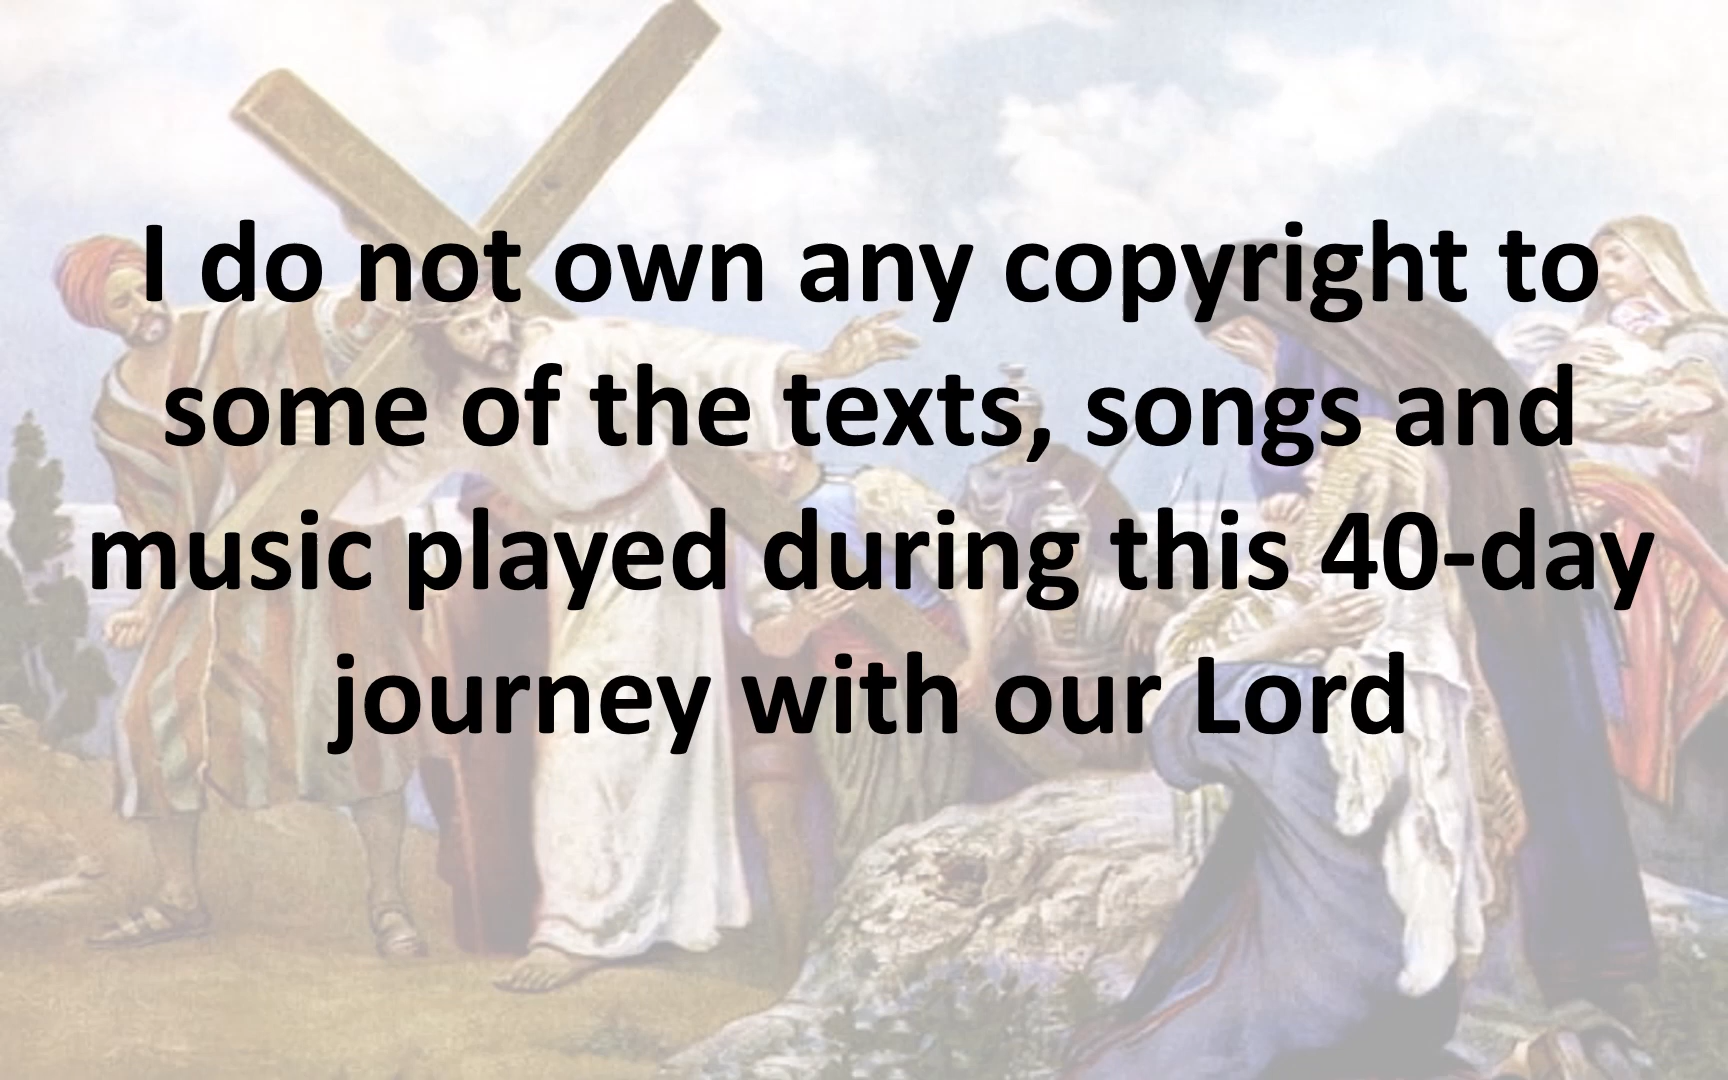 I do not own any copyright to
some of the texts, songs and
music played during this 40-day
journey with our Lord